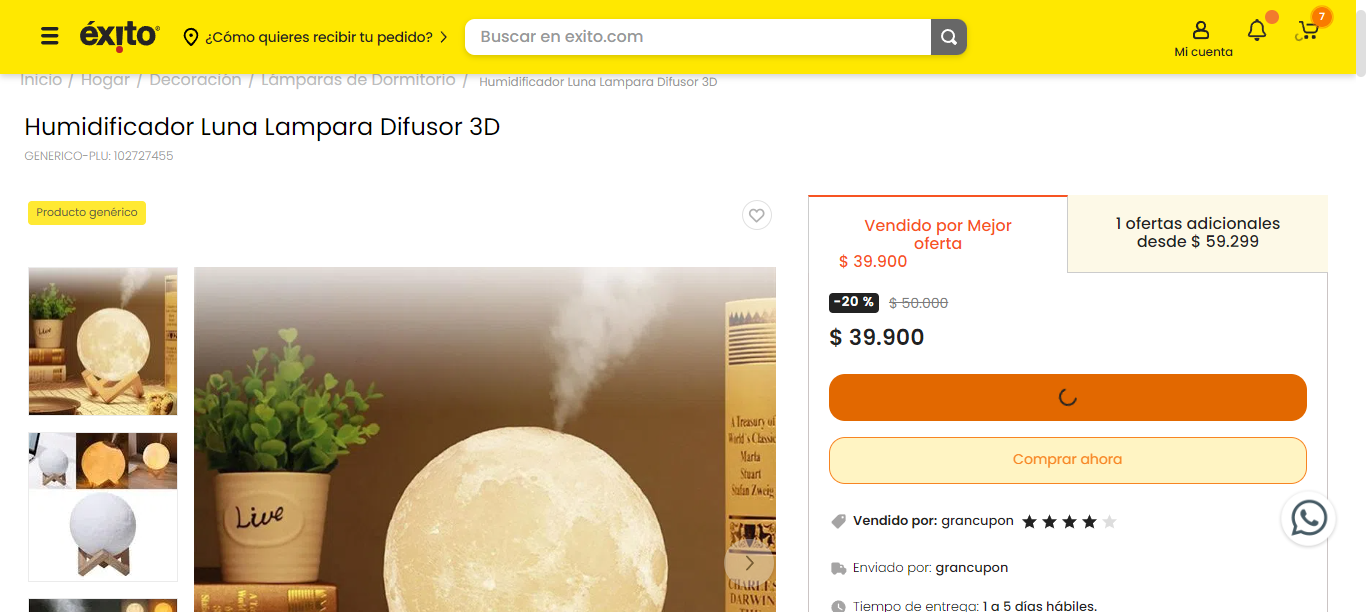 éxito
¿Cómo quieres recibir tu pedido?
Buscar en exito.com
Mi cuenta
7
Inicio / Hogar / Decoración / Lámparas de Dormitorio / Humidificador Luna Lampara Difusor 3D
Humidificador Luna Lampara Difusor 3D
GENERICO-PLU: 102727455
Producto genérico
Vendido por Mejor
oferta
$ 39.900
1 ofertas adicionales
desde $ 59.299
-20 % $ 50.000
$ 39.900
Comprar ahora
Vendido por: grancupon
Enviado por: grancupon
Tiempo de entrega: 1 a 5 días hábiles.
Live
Live
A Treasury of
World's Classic
Marta
Stuart
Stefan Zweig
CHARLES
DARWIN